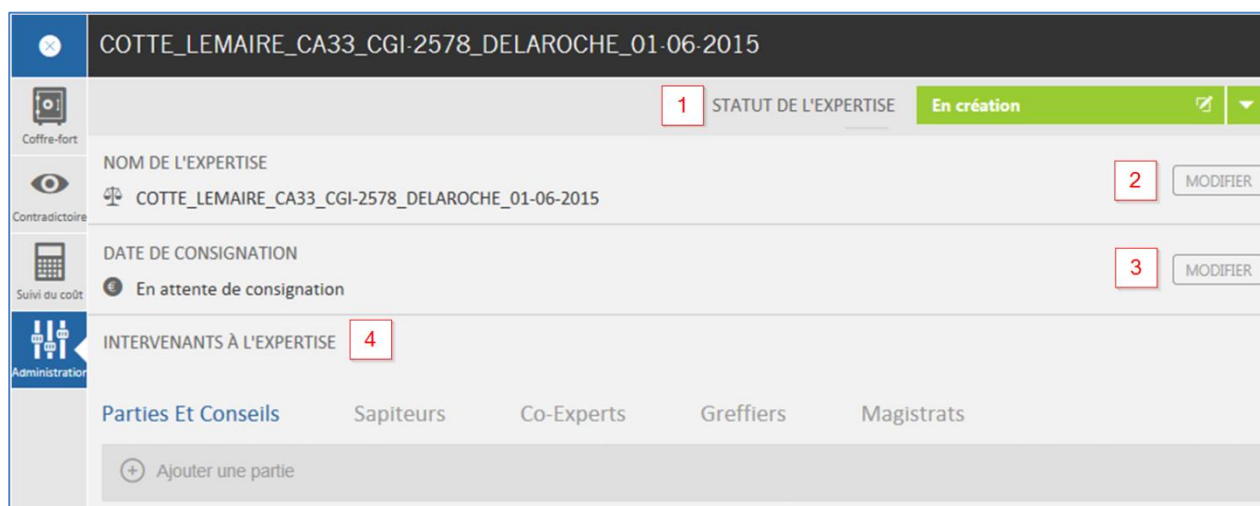 COTTE_LEMAIRE_CA33_CGI-2578_DELAROCHE_01-06-2015
Coffre-fort
Contradictoire
Suivi du coût
Administration
1 STATUT DE L'EXPERTISE En création
NOM DE L'EXPERTISE
COTTE_LEMAIRE_CA33_CGI-2578_DELAROCHE_01-06-2015
2 MODIFIER
DATE DE CONSIGNATION
En attente de consignation
3 MODIFIER
INTERVENANTS À L'EXPERTISE 4
Parties Et Conseils Sapiteurs Co-Experts Greffiers Magistrats
Ajouter une partie